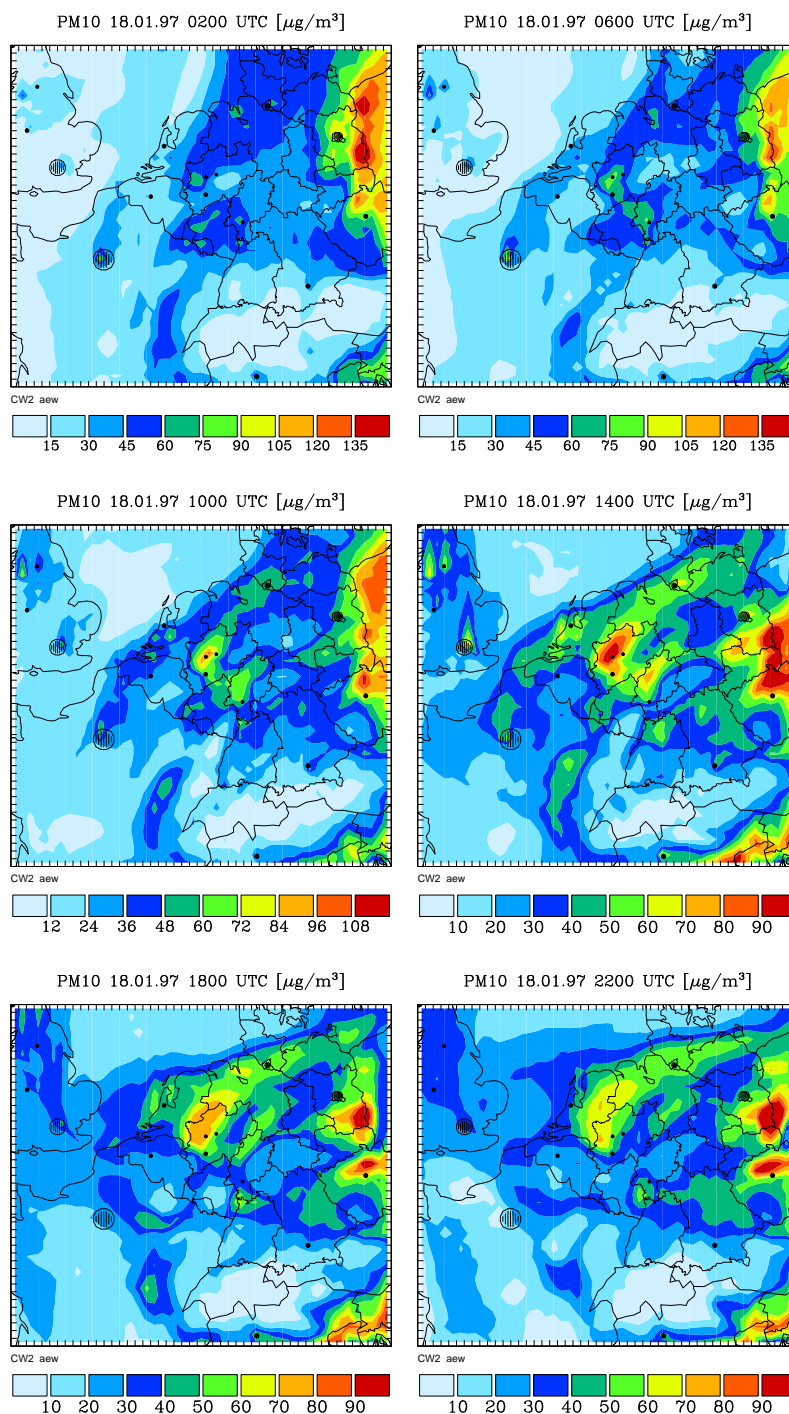 PM10 18.01.97 0200 UTC [μg/m³]
PM10 18.01.97 0600 UTC [μg/m³]
CW2 aew
CW2 aew
15 30 45 60 75 90 105 120 135
15 30 45 60 75 90 105 120 135
PM10 18.01.97 1000 UTC [μg/m³]
PM10 18.01.97 1400 UTC [μg/m³]
CW2 aew
CW2 aew
12 24 36 48 60 72 84 96 108
10 20 30 40 50 60 70 80 90
PM10 18.01.97 1800 UTC [μg/m³]
PM10 18.01.97 2200 UTC [μg/m³]
CW2 aew
CW2 aew
10 20 30 40 50 60 70 80 90
10 20 30 40 50 60 70 80 90